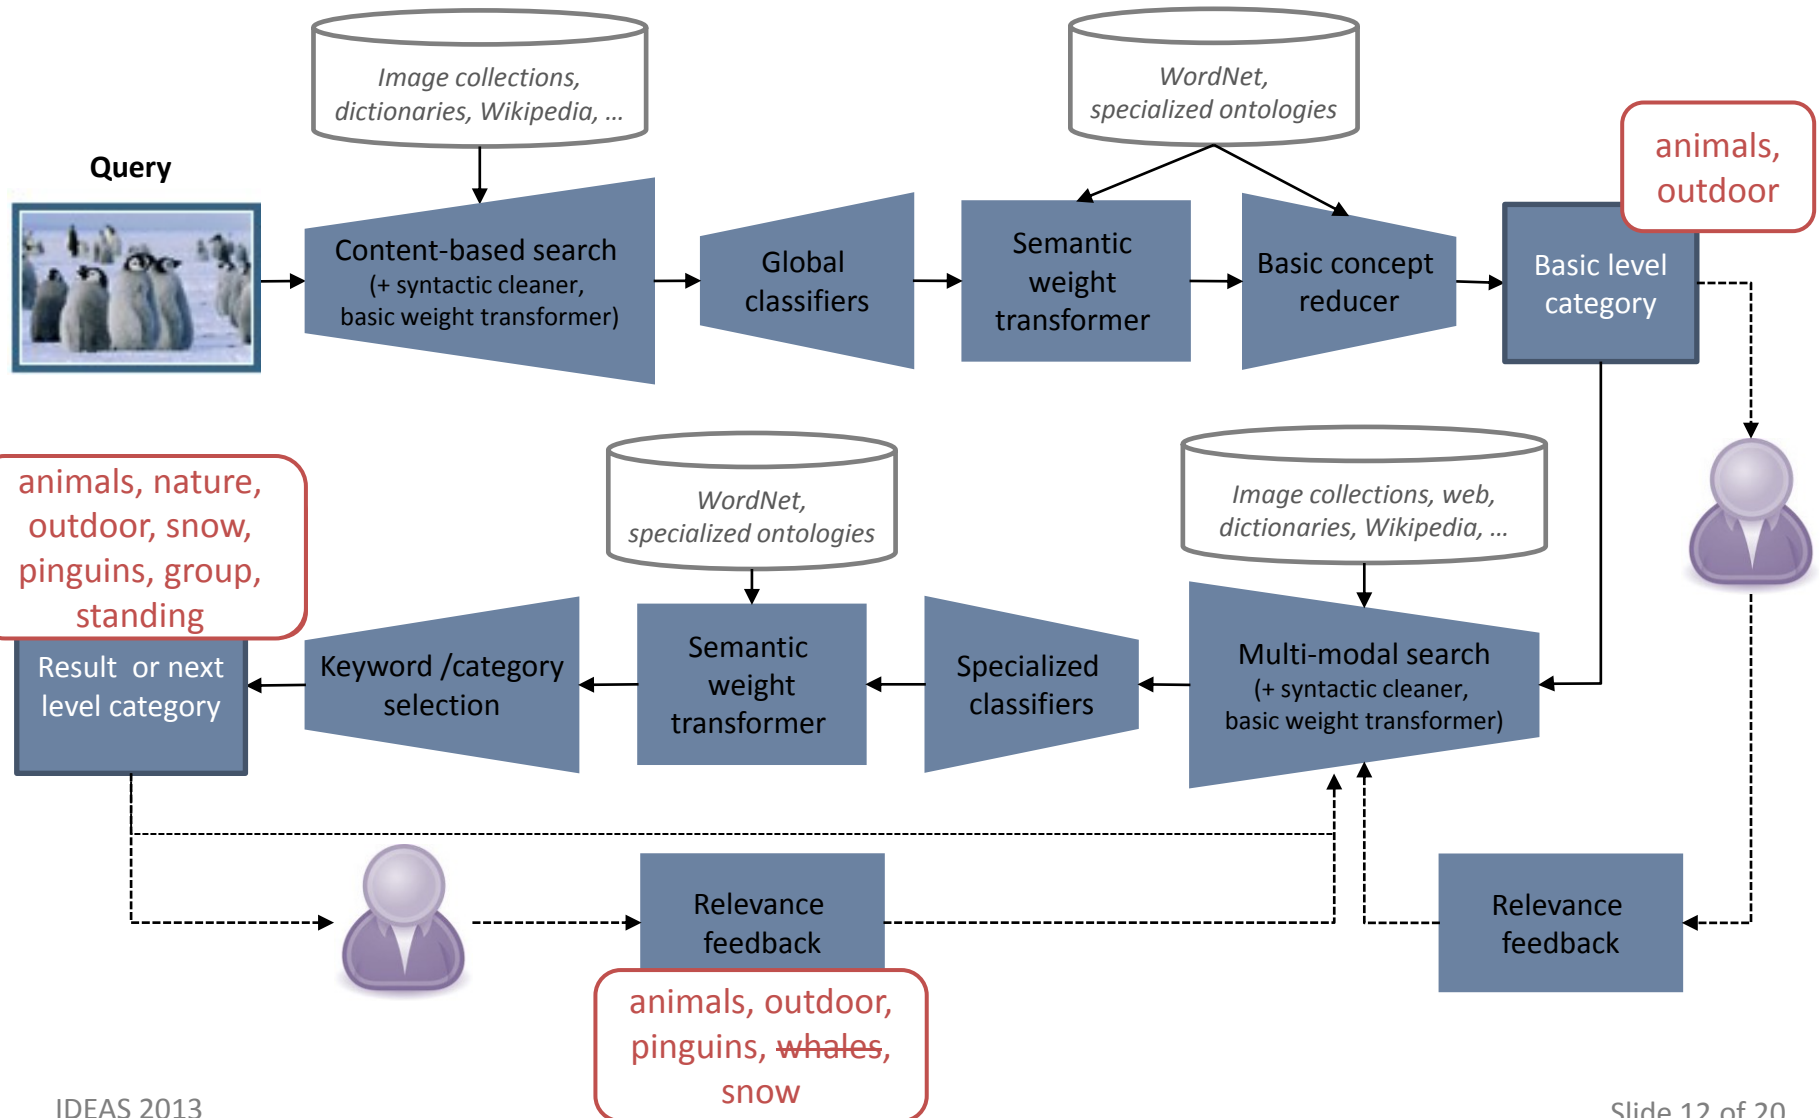 Image collections,
dictionaries, Wikipedia, ...
WordNet,
specialized ontologies
animals,
outdoor
Query
Content-based search
(+ syntactic cleaner,
basic weight transformer)
Global
classifiers
Semantic
weight
transformer
Basic concept
reducer
Basic level
category
animals, nature,
outdoor, snow,
pinguins, group,
standing
WordNet,
specialized ontologies
Image collections, web,
dictionaries, Wikipedia, ...
Result or next
level category
Keyword /category
selection
Semantic
weight
transformer
Specialized
classifiers
Multi-modal search
(+ syntactic cleaner,
basic weight transformer)
Relevance
feedback
Relevance
feedback
animals, outdoor,
pinguins, whales,
snow
IDEAS 2013
Slide 12 of 20